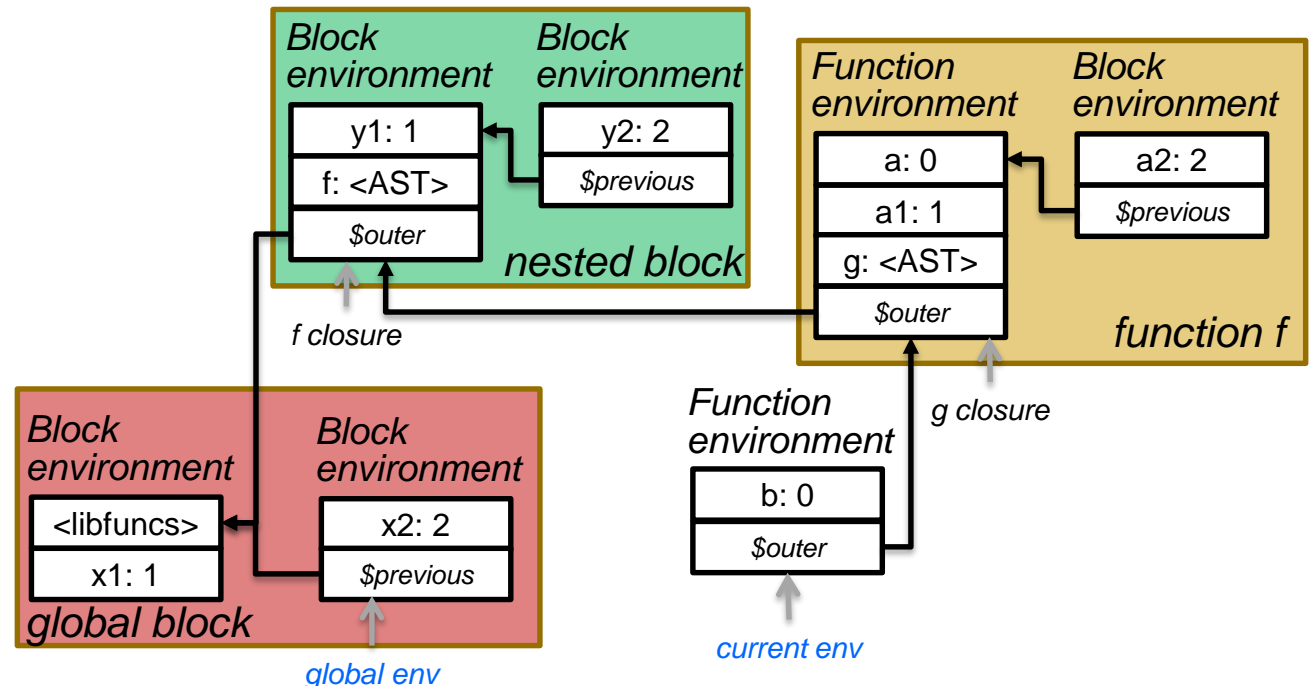 Block
environment
y1: 1
f: <AST>
$outer
Block
environment
y2: 2
$previous
nested block
f closure
Function
environment
a: 0
a1: 1
g: <AST>
$outer
Block
environment
a2: 2
$previous
function f
g closure
Block
environment
<libfuncs>
x1: 1
global block
Block
environment
x2: 2
$previous
global env
Function
environment
b: 0
$outer
current env